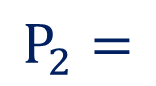 P₂ =